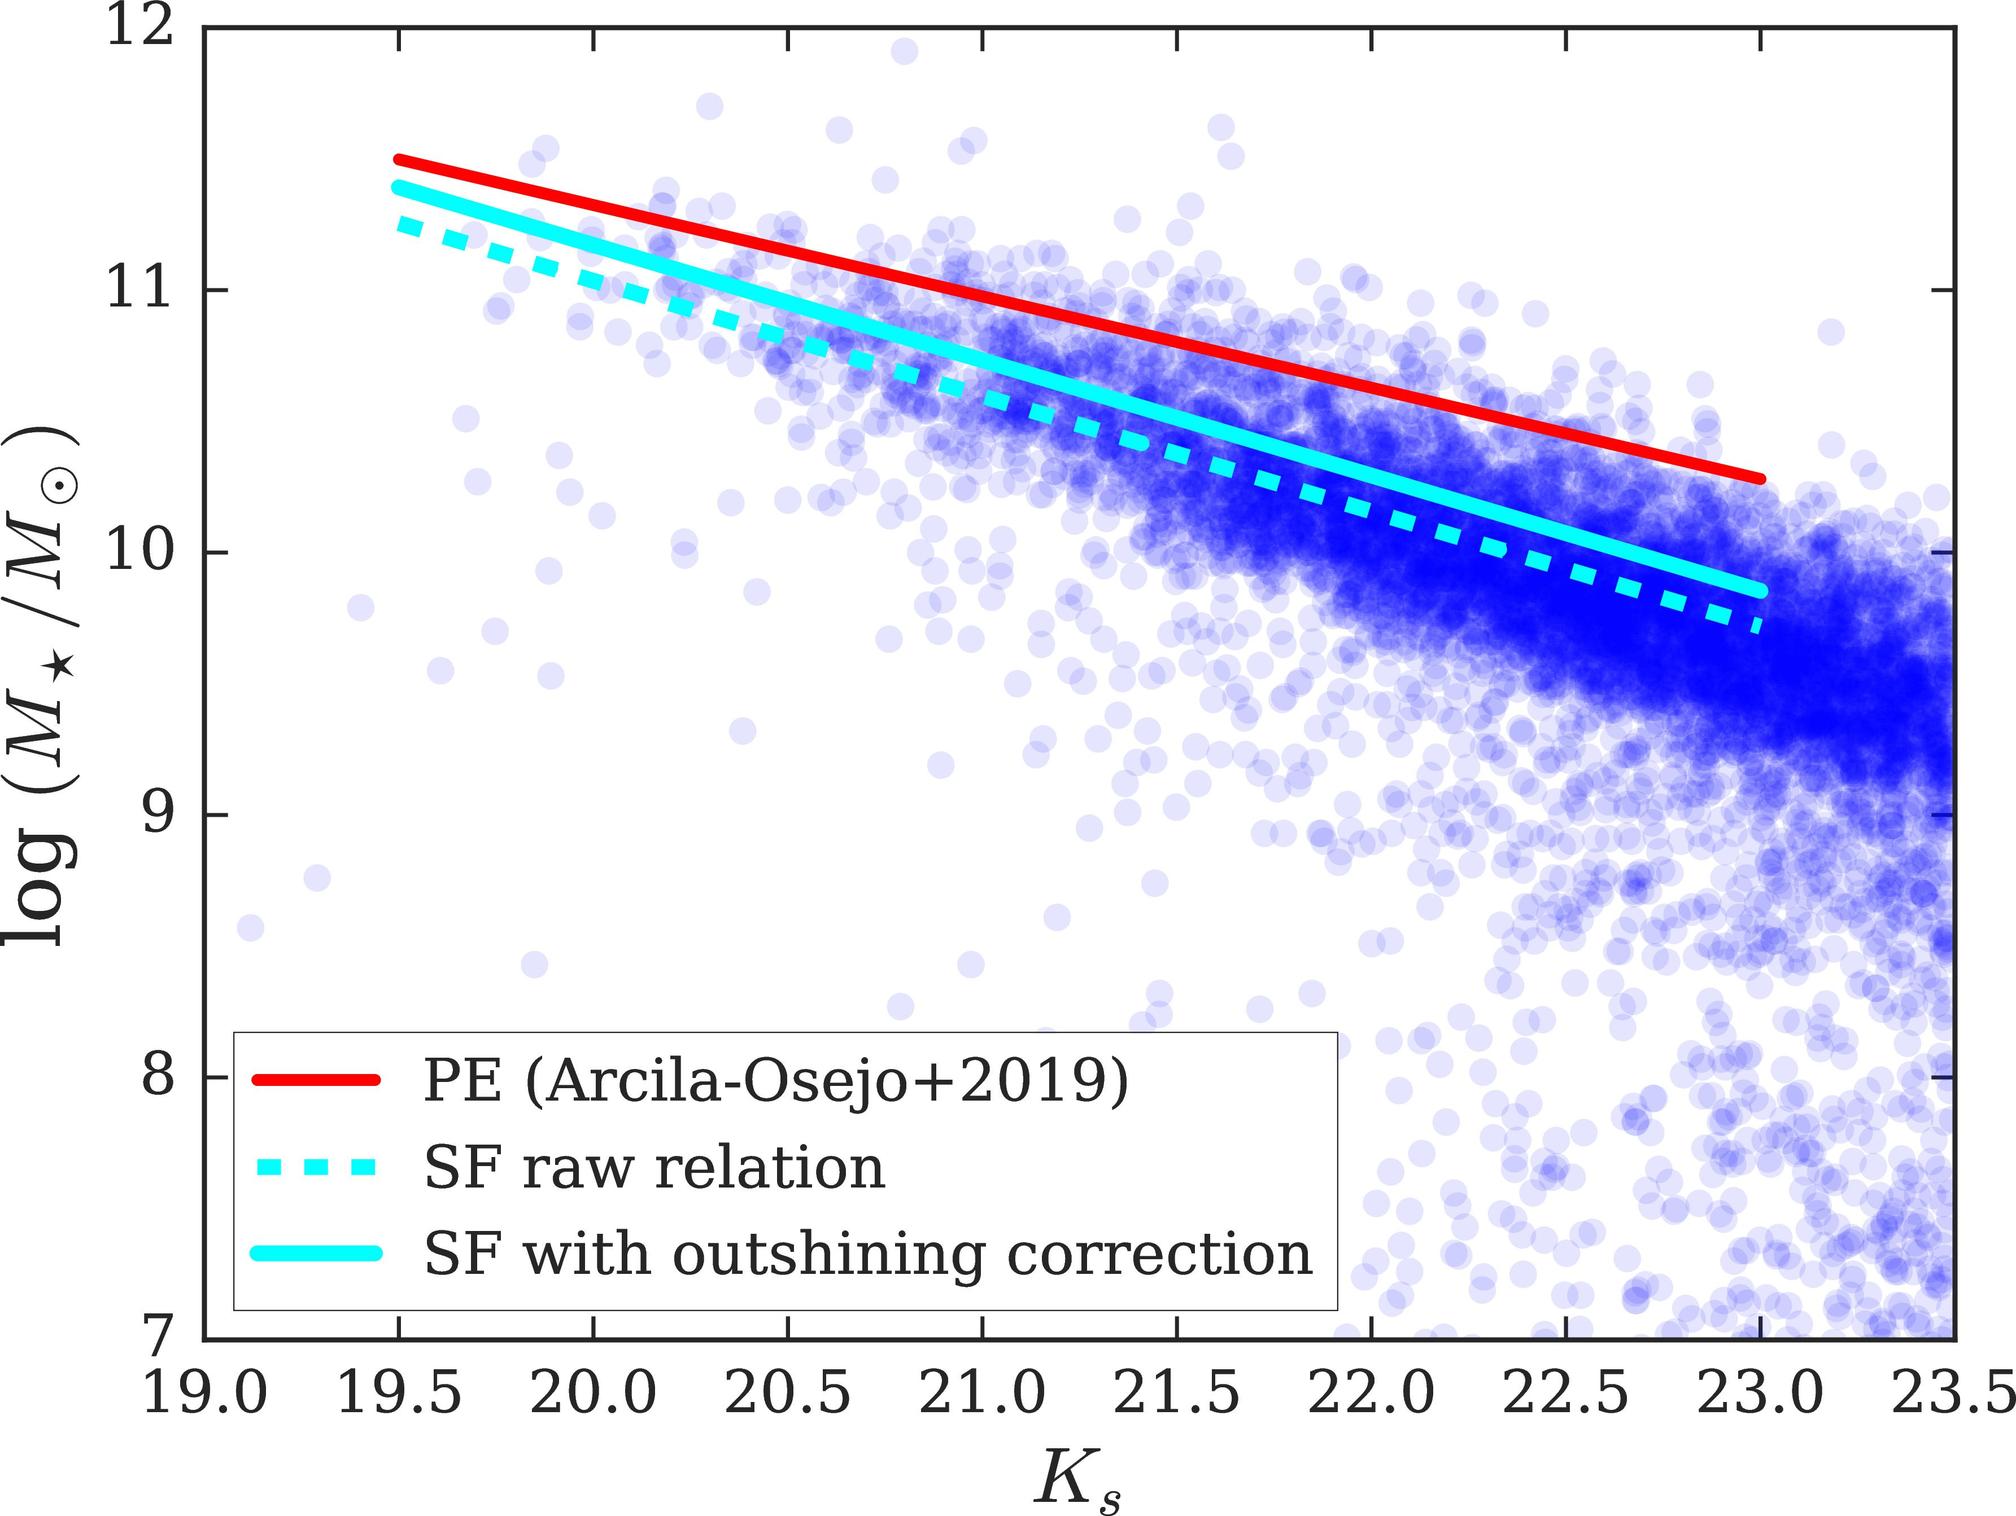 12
11
10
9
8
7
log (M★/M⊙)
PE (Arcila-Osejo+2019)
SF raw relation
SF with outshining correction
19.0 19.5 20.0 20.5 21.0 21.5 22.0 22.5 23.0 23.5
Ks